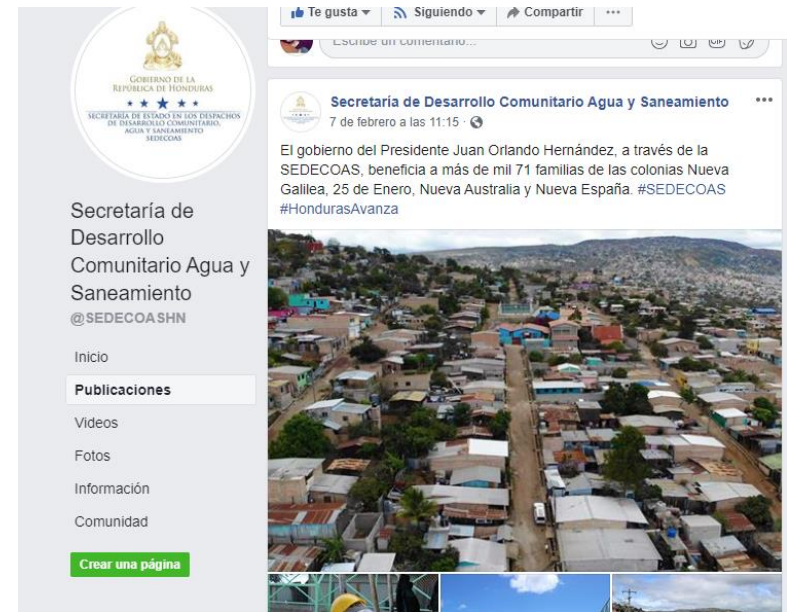 Te gusta Siguiendo Compartir ...
Escribe un comentario...
GIF
GOBIERNO DE LA
REPÚBLICA DE HONDURAS
SECRETARÍA DE ESTADO EN LOS DESPACHOS
DE DESARROLLO COMUNITARIO,
AGUA Y SANEAMIENTO
SEDECOAS
Secretaría de
Desarrollo
Comunitario Agua y
Saneamiento
@SEDECOASHN
Inicio
Publicaciones
Videos
Fotos
Información
Comunidad
Crear una página
Secretaría de Desarrollo Comunitario Agua y Saneamiento ...
7 de febrero a las 11:15 ·
El gobierno del Presidente Juan Orlando Hernández, a través de la
SEDECOAS, beneficia a más de mil 71 familias de las colonias Nueva
Galilea, 25 de Enero, Nueva Australia y Nueva España. #SEDECOAS
#HondurasAvanza